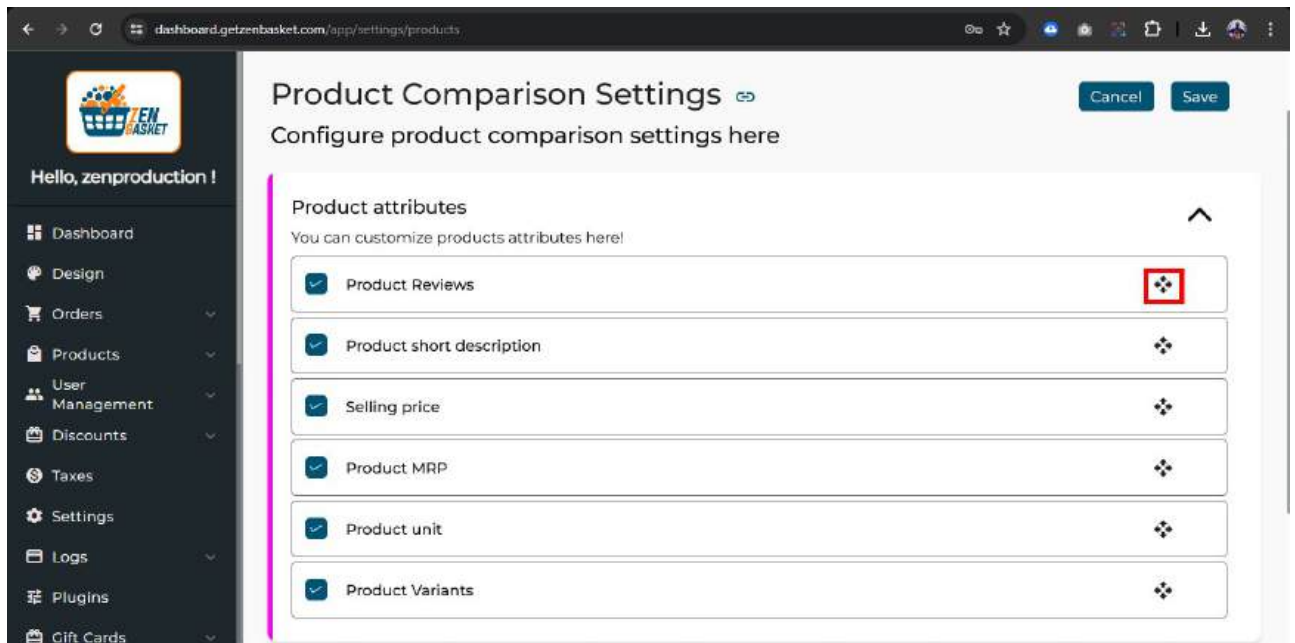 dashboard.getzenbasket.com/app/settings/products
ZEN
BASKET
Hello, zenproduction !
Dashboard
Design
Orders
Products
User
Management
Discounts
Taxes
Settings
Logs
Plugins
Gift Cards
Product Comparison Settings
Cancel
Save
Configure product comparison settings here
Product attributes
You can customize products attributes here!
Product Reviews
Product short description
Selling price
Product MRP
Product unit
Product Variants